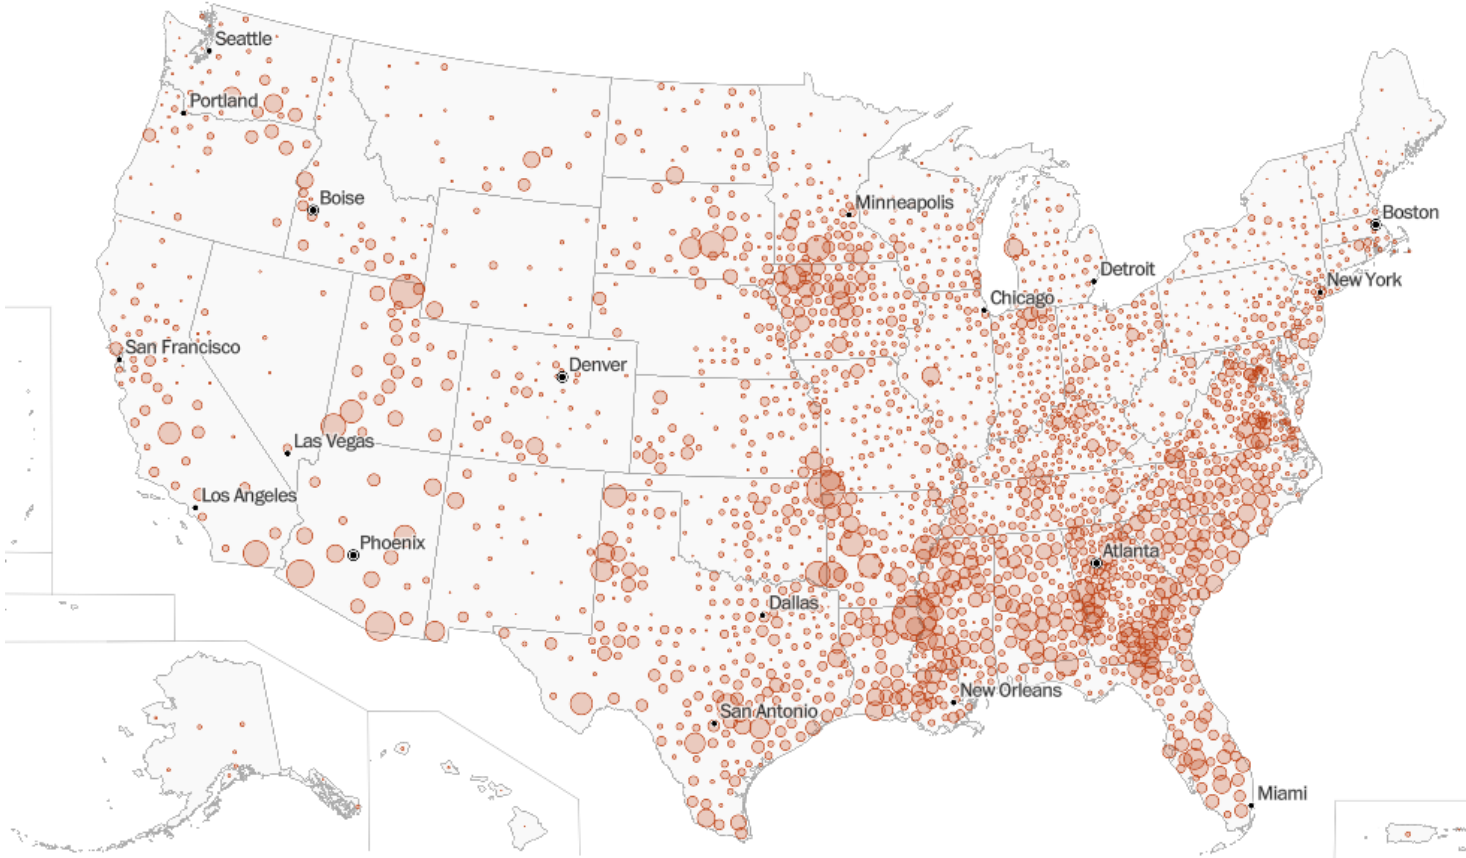 Seattle
Portland
Boise
Minneapolis
Boston
Detroit
New York
Chicago
San Francisco
Denver
Las Vegas
Los Angeles
Phoenix
Atlanta
Dallas
New Orleans
San Antonio
Miami